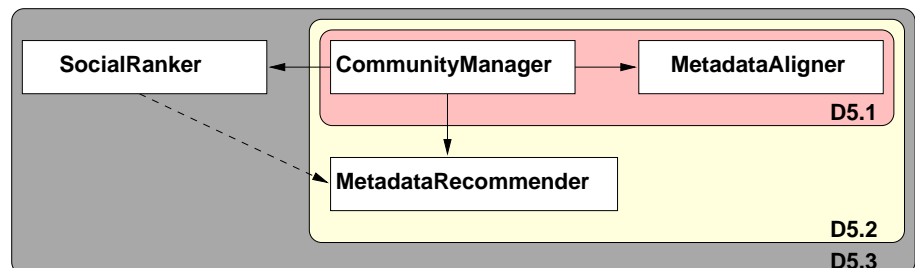 SocialRanker
CommunityManager
MetadataAligner
D5.1
MetadataRecommender
D5.2
D5.3